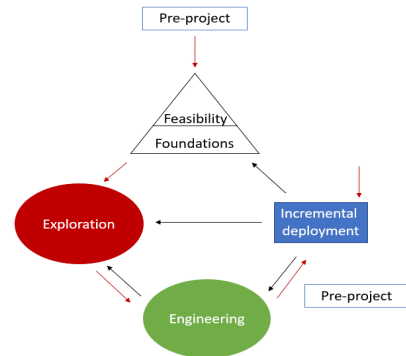 Pre-project
Feasibility
Foundations
Exploration
Incremental
deployment
Engineering
Pre-project